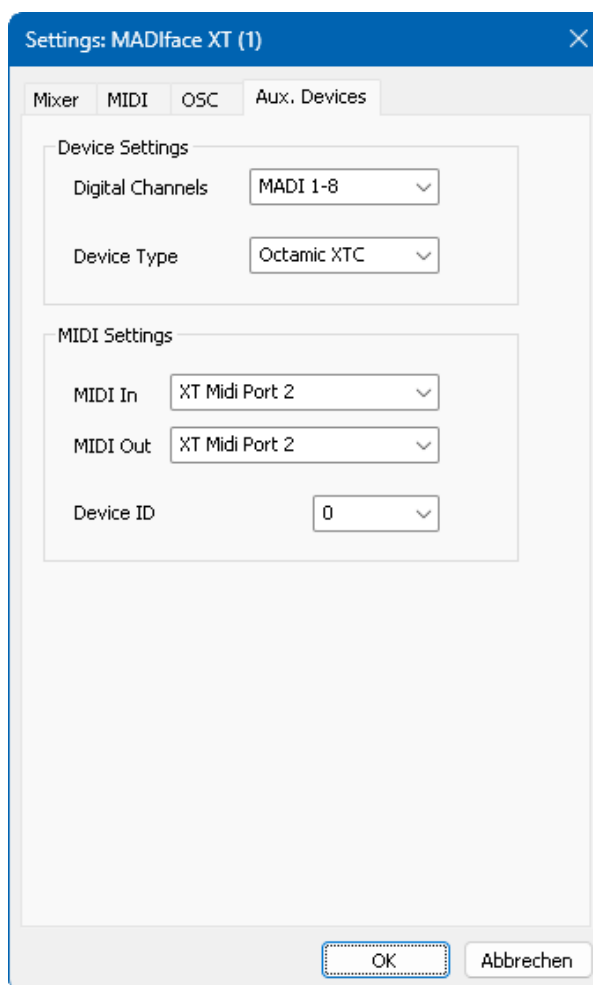 Settings: MADIface XT (1)
Mixer MIDI OSC Aux. Devices
Device Settings
Digital Channels MADI 1-8
Device Type Octamic XTC
MIDI Settings
MIDI In XT Midi Port 2
MIDI Out XT Midi Port 2
Device ID 0
OK Abbrechen